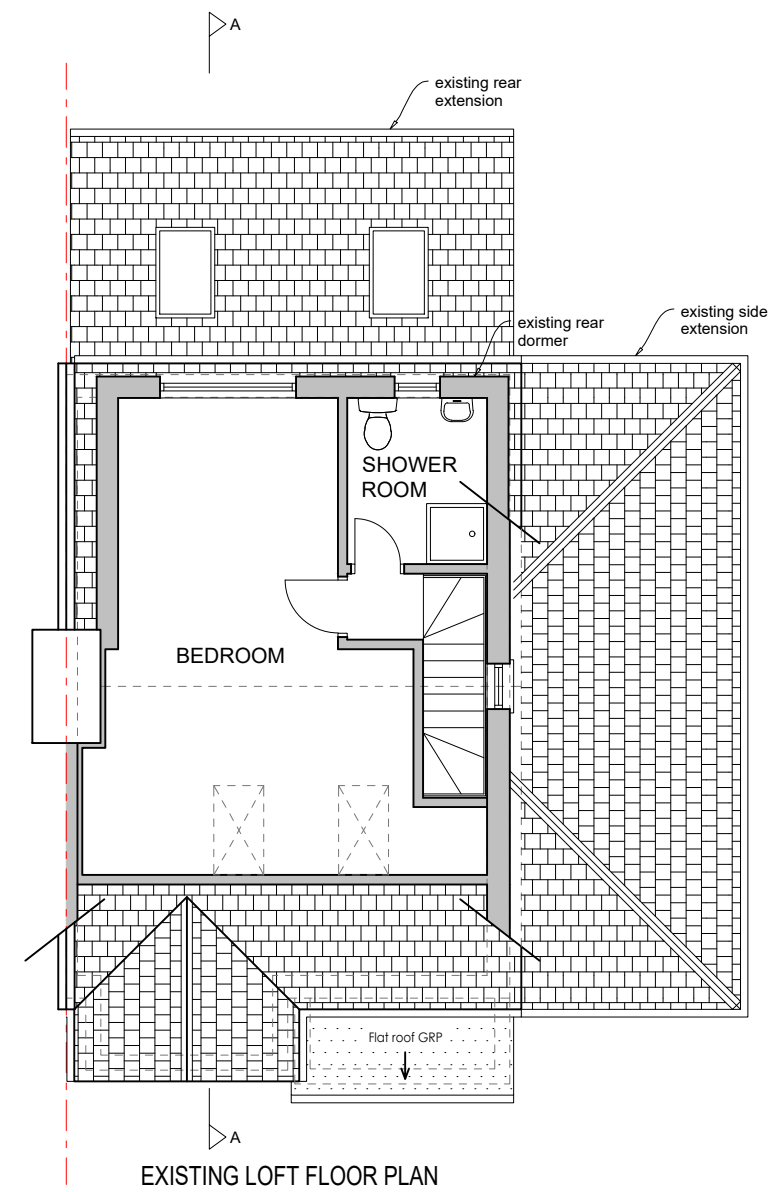 A
existing rear
extension
existing side
extension
existing rear
dormer
SHOWER
ROOM
BEDROOM
Flat roof GRP
A
EXISTING LOFT FLOOR PLAN